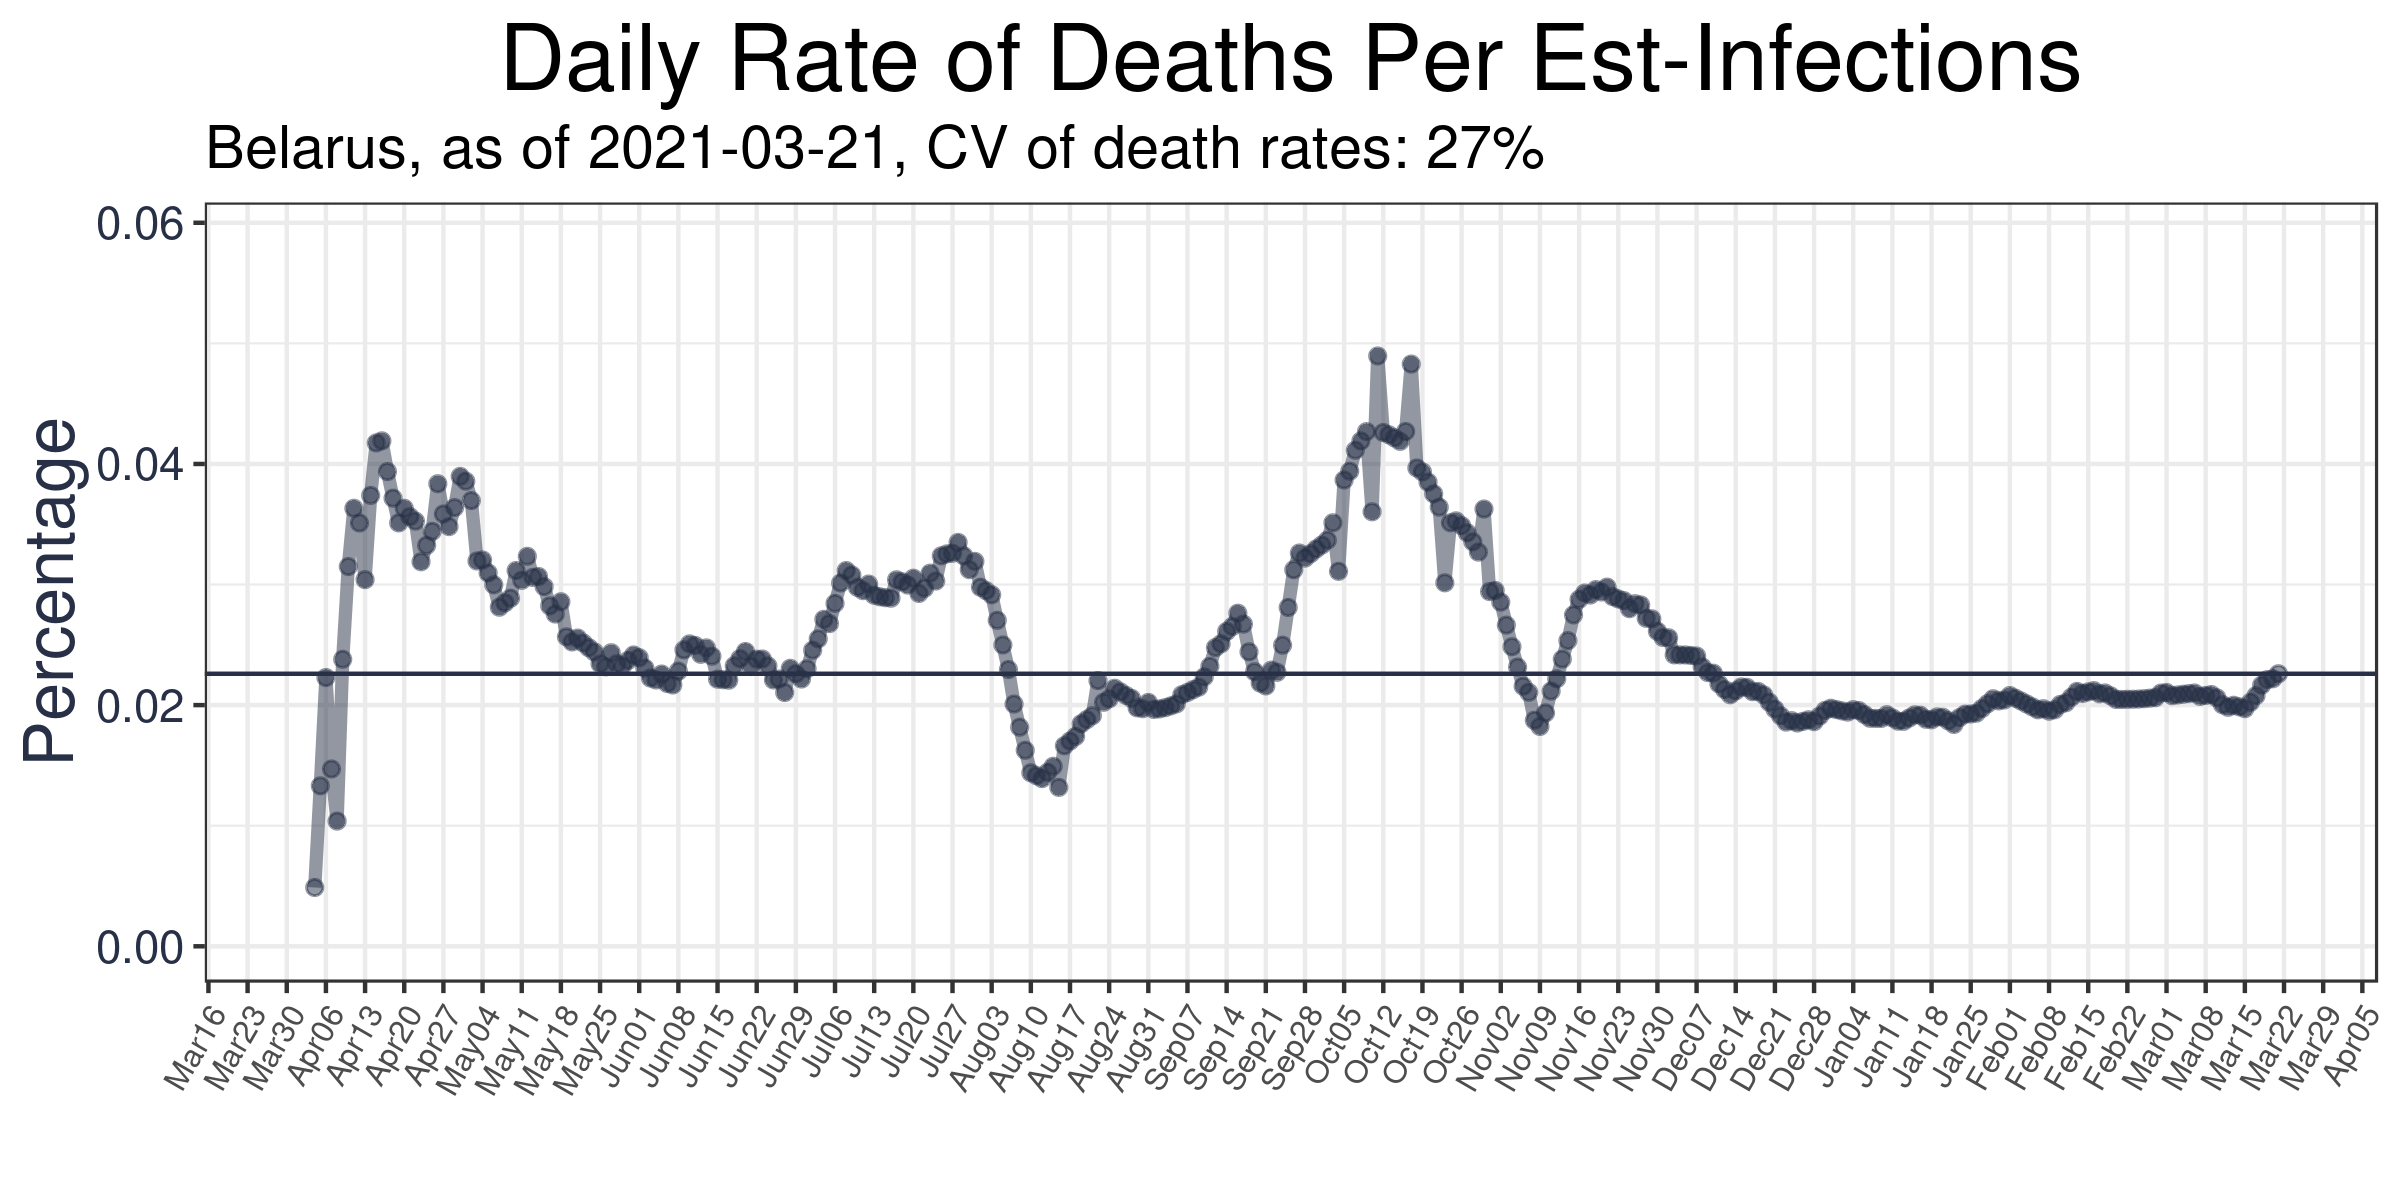 Daily Rate of Deaths Per Est-Infections
Belarus, as of 2021-03-21, CV of death rates: 27%
Percentage
0.06
0.04
0.02
0.00
Mar16
Mar23
Mar30
Apr06
Apr13
Apr20
Apr27
May04
May11
May18
May25
Jun01
Jun08
Jun15
Jun22
Jun29
Jul06
Jul13
Jul20
Jul27
Aug03
Aug10
Aug17
Aug24
Aug31
Sep07
Sep14
Sep21
Sep28
Oct05
Oct12
Oct19
Oct26
Nov02
Nov09
Nov16
Nov23
Nov30
Dec07
Dec14
Dec21
Dec28
Jan04
Jan11
Jan18
Jan25
Feb01
Feb08
Feb15
Feb22
Mar01
Mar08
Mar15
Mar22
Mar29
Apr05